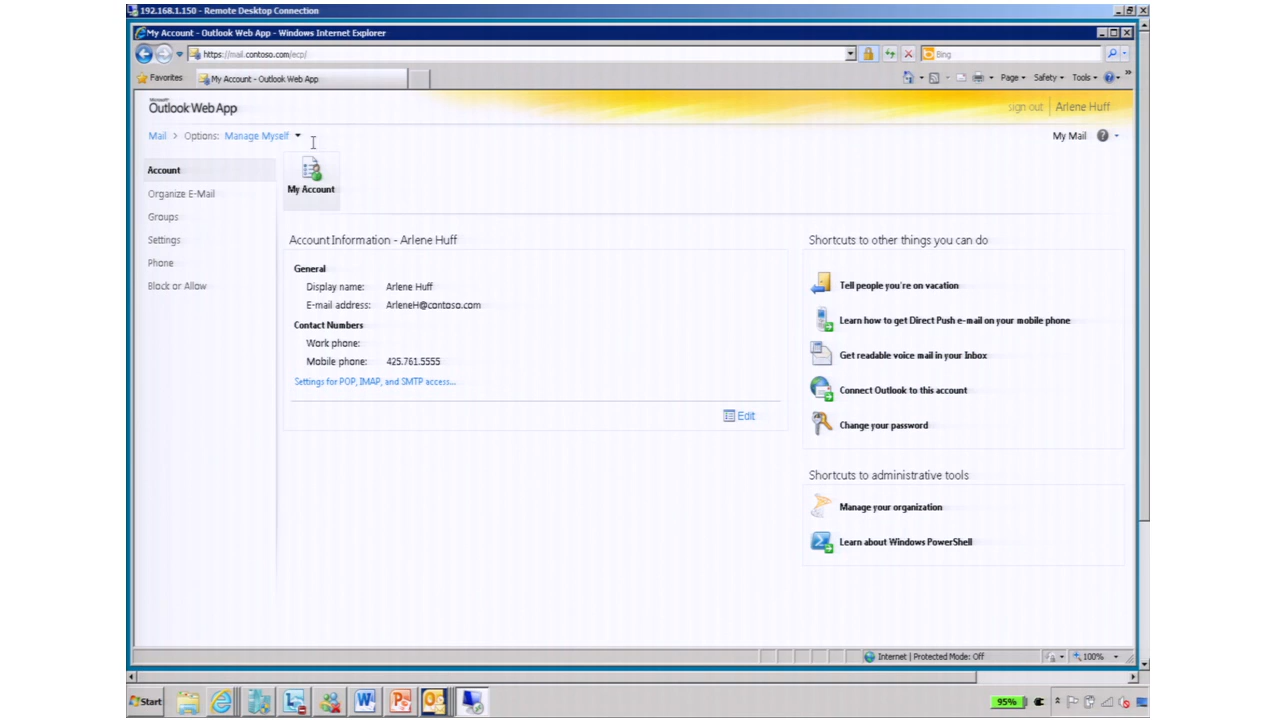 192.168.1.150 - Remote Desktop Connection
My Account - Outlook Web App - Windows Internet Explorer
https://mail.contoso.com/ecp/
Bing
Favorites
My Account - Outlook Web App
Page
Safety
Tools
Microsoft
Outlook Web App
sign out
Arlene Huff
Mail > Options: Manage Myself
My Mail
Account
Organize E-Mail
Groups
Settings
Phone
Block or Allow
My Account
Account Information - Arlene Huff
General
Display name: Arlene Huff
E-mail address: ArleneH@contoso.com
Contact Numbers
Work phone:
Mobile phone: 425.761.5555
Settings for POP, IMAP, and SMTP access...
Edit
Shortcuts to other things you can do
Tell people you're on vacation
Learn how to get Direct Push e-mail on your mobile phone
Get readable voice mail in your Inbox
Connect Outlook to this account
Change your password
Shortcuts to administrative tools
Manage your organization
Learn about Windows PowerShell
Internet | Protected Mode: Off
100%
Start
95%